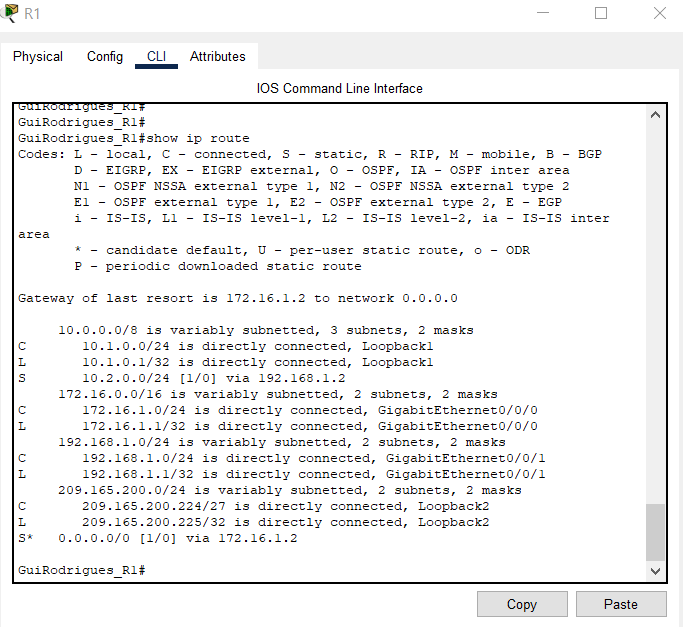 R1
Physical Config CLI Attributes
IOS Command Line Interface
GuiRodrigues_R1#
GuiRodrigues_R1#
GuiRodrigues_R1#show ip route
Codes: L - local, C - connected, S - static, R - RIP, M - mobile, B - BGP
D - EIGRP, EX - EIGRP external, O - OSPF, IA - OSPF inter area
N1 - OSPF NSSA external type 1, N2 - OSPF NSSA external type 2
E1 - OSPF external type 1, E2 - OSPF external type 2, E - EGP
i - IS-IS, L1 - IS-IS level-1, L2 - IS-IS level-2, ia - IS-IS inter
area
* - candidate default, U - per-user static route, o - ODR
P - periodic downloaded static route
Gateway of last resort is 172.16.1.2 to network 0.0.0.0
10.0.0.0/8 is variably subnetted, 3 subnets, 2 masks
C 10.1.0.0/24 is directly connected, Loopback1
L 10.1.0.1/32 is directly connected, Loopback1
S 10.2.0.0/24 [1/0] via 192.168.1.2
172.16.0.0/16 is variably subnetted, 2 subnets, 2 masks
C 172.16.1.0/24 is directly connected, GigabitEthernet0/0/0
L 172.16.1.1/32 is directly connected, GigabitEthernet0/0/0
192.168.1.0/24 is variably subnetted, 2 subnets, 2 masks
C 192.168.1.0/24 is directly connected, GigabitEthernet0/0/1
L 192.168.1.1/32 is directly connected, GigabitEthernet0/0/1
209.165.200.0/24 is variably subnetted, 2 subnets, 2 masks
C 209.165.200.224/27 is directly connected, Loopback2
L 209.165.200.225/32 is directly connected, Loopback2
S* 0.0.0.0/0 [1/0] via 172.16.1.2
GuiRodrigues_R1#
Copy Paste